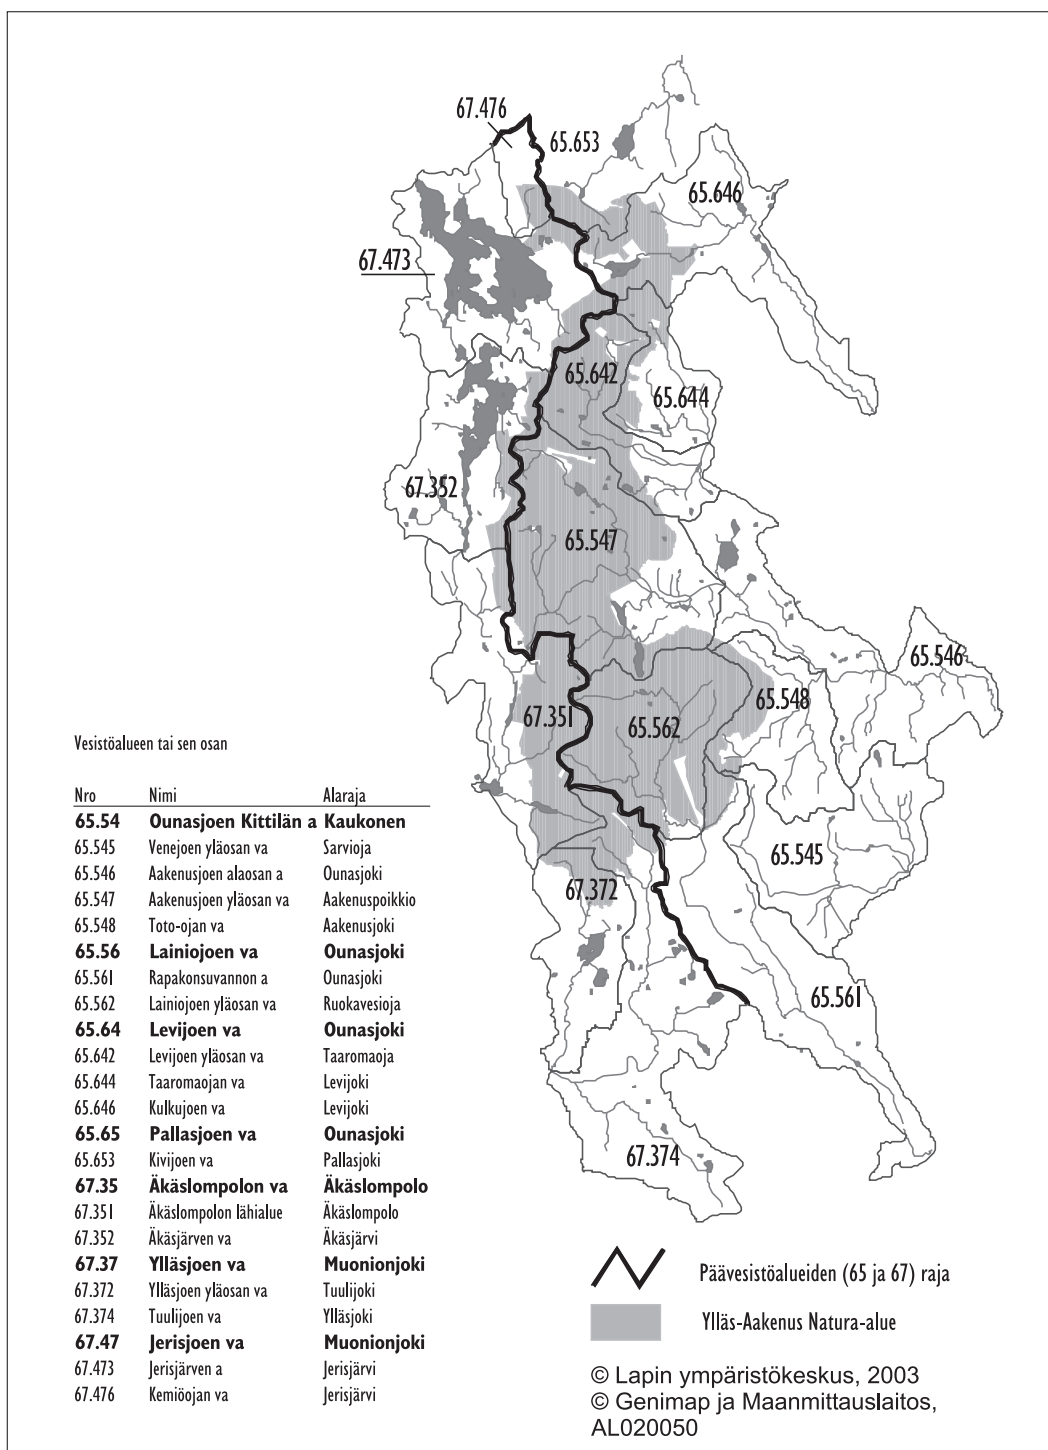 67.476
65.653
65.646
67.473
65.642
65.644
67.352
65.547
65.546
65.548
67.351
65.562
65.545
67.372
65.561
67.374
Vesistöalueen tai sen osan
Nro Nimi Alaraja
65.54 Ounasjoen Kittilän a Kaukonen
65.545 Venejoen yläosan va Sarvioja
65.546 Aakenusjoen alaosan a Ounasjoki
65.547 Aakenusjoen yläosan va Aakenuspoikkio
65.548 Toto-ojan va Aakenusjoki
65.56 Lainiojoen va Ounasjoki
65.561 Rapakonsuvannon a Ounasjoki
65.562 Lainiojoen yläosan va Ruokavesioja
65.64 Levijoen va Ounasjoki
65.642 Levijoen yläosan va Taaromaoja
65.644 Taaromaojan va Levijoki
65.646 Kulkujoen va Levijoki
65.65 Pallasjoen va Ounasjoki
65.653 Kivijoen va Pallasjoki
67.35 Äkäslompolon va Äkäslompolo
67.351 Äkäslompolon lähialue Äkäslompolo
67.352 Äkäsjärven va Äkäsjärvi
67.37 Ylläsjoen va Muonionjoki
67.372 Ylläsjoen yläosan va Tuulijoki
67.374 Tuulijoen va Ylläsjoki
67.47 Jerisjoen va Muonionjoki
67.473 Jerisjärven a Jerisjärvi
67.476 Kemiöojan va Jerisjärvi
Päävesistöalueiden (65 ja 67) raja
Ylläs-Aakenus Natura-alue
© Lapin ympäristökeskus, 2003
© Genimap ja Maanmittauslaitos,
AL020050